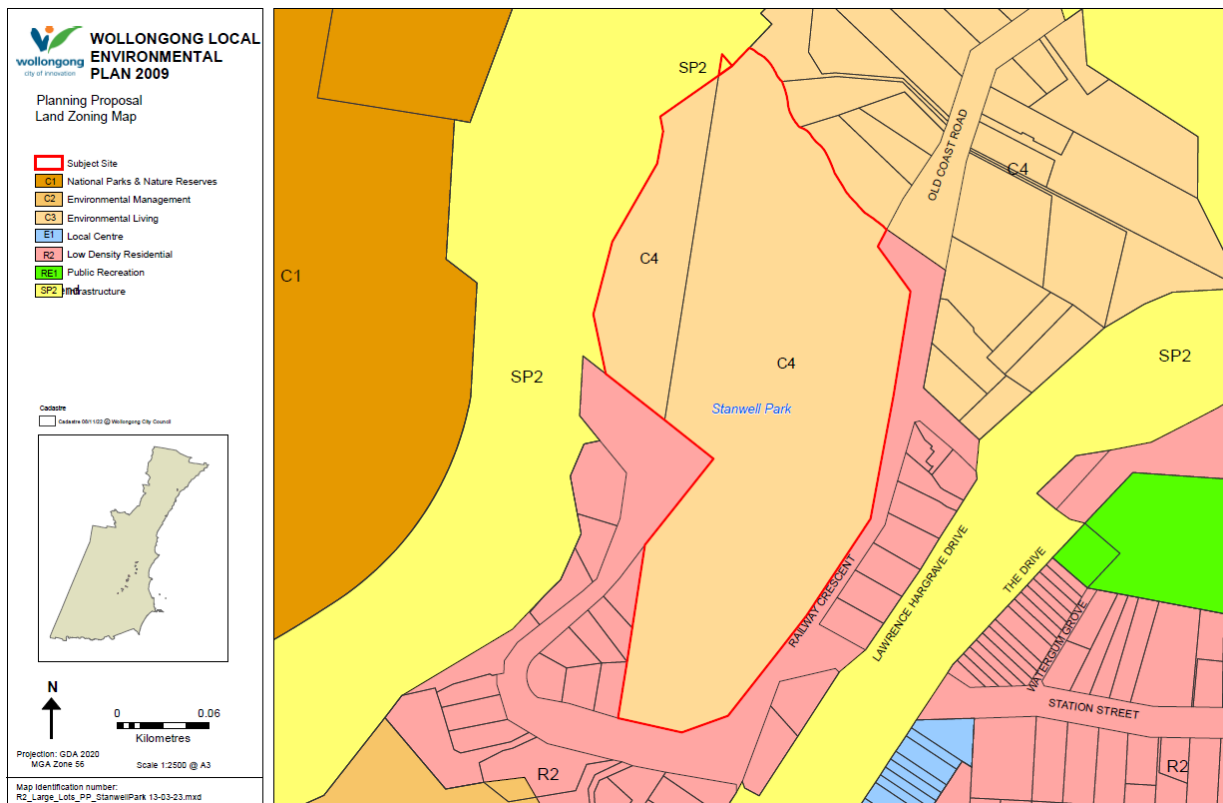 wollongong
city of innovation
WOLLONGONG LOCAL
ENVIRONMENTAL
PLAN 2009
Planning Proposal
Land Zoning Map
Subject Site
C1 National Parks & Nature Reserves
C2 Environmental Management
C3 Environmental Living
E1 Local Centre
R2 Low Density Residential
RE1 Public Recreation
SP2 Infrastructure
Cadastre
Cadastre 00/11/22 © Wollongong City Council
N
0 0.06
Kilometres
Projection: GDA 2020
MGA Zone 56
Scale 1:2500 @ A3
Map Identification number:
R2_Large_Lots_PP_StanwellPark 13-03-23.mxd
SP2
OLD COAST ROAD
C4
C4
C1
C4
SP2
SP2
Stanwell Park
RAILWAY CRESCENT
LAWRENCE HARGRAVE DRIVE
THE DRIVE
WATERGUM GROVE
STATION STREET
R2
R2